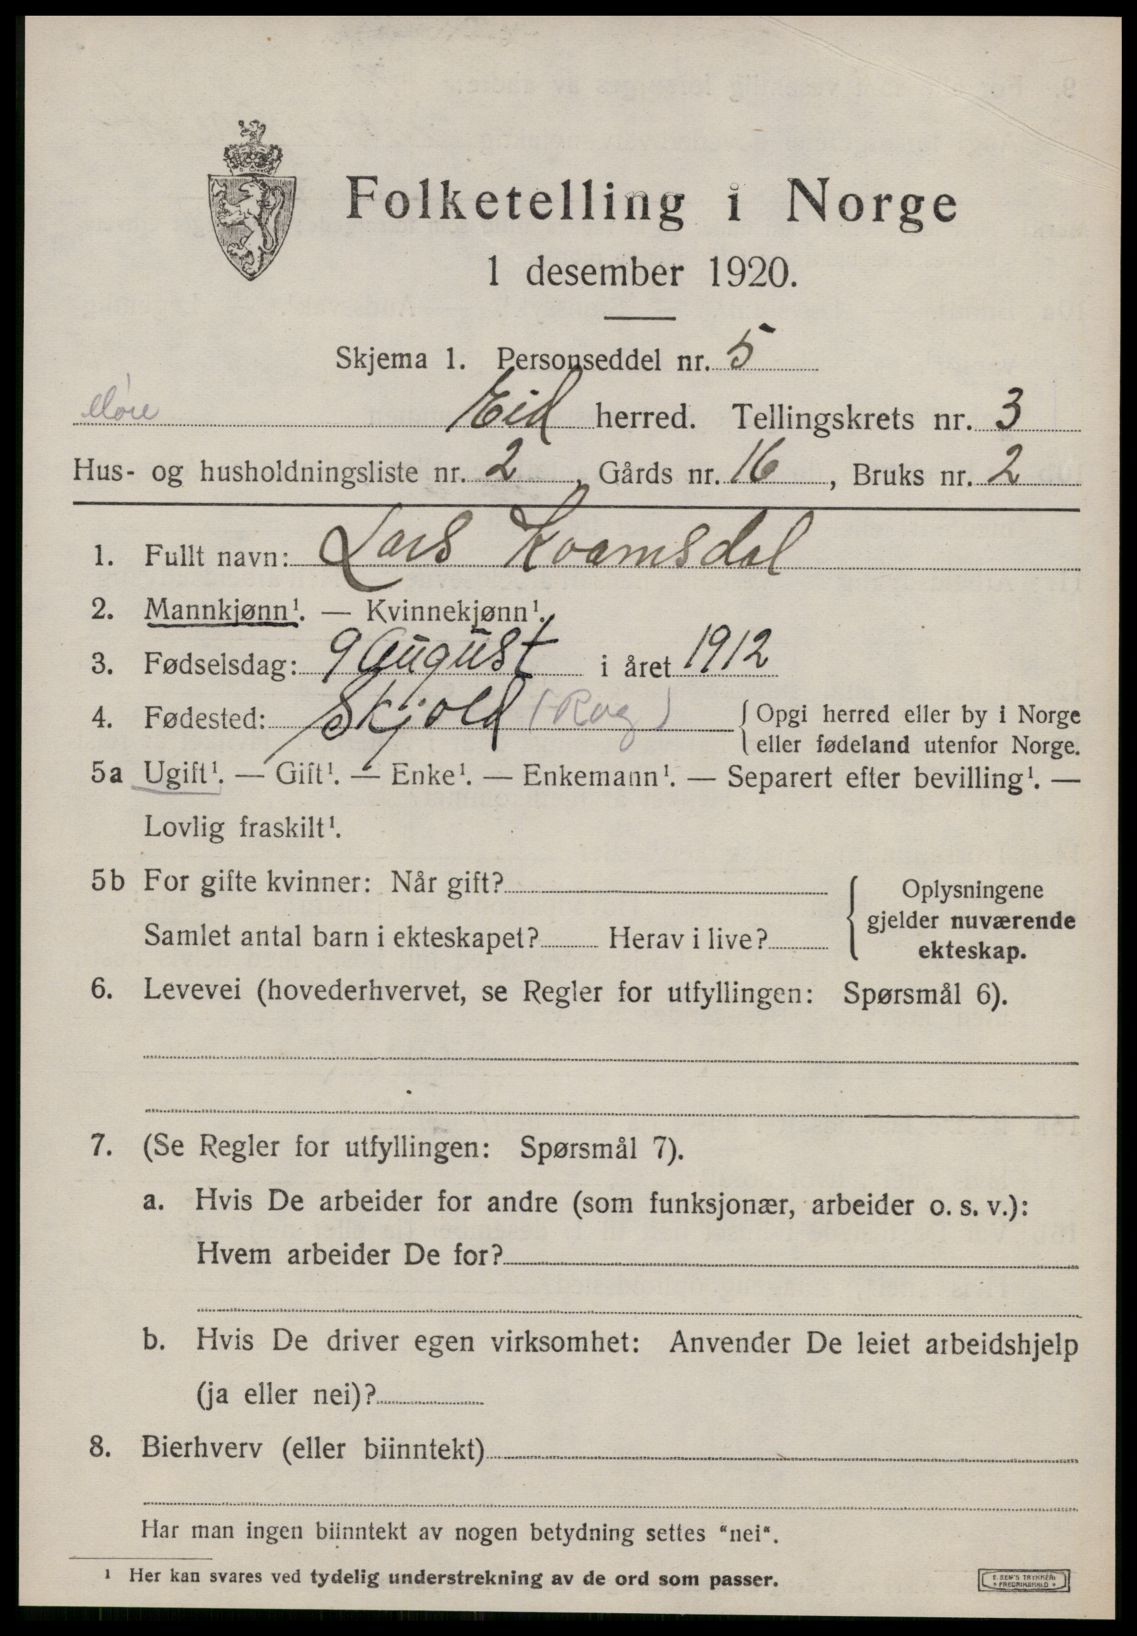 Folketelling i Norge
1 desember 1920.
Skjema 1. Personseddel nr. 5
Møre Eid herred. Tellingskrets nr. 3
Hus- og husholdningsliste nr. 2, Gårds nr. 16, Bruks nr. 2
1. Fullt navn: Lars Kvamsdal
2. Mannkjønn¹. — Kvinnekjønn¹.
3. Fødselsdag: 9 August i året 1912
4. Fødested: Skjold (Rog) { Opgi herred eller by i Norge
eller fødeland utenfor Norge.
5a Ugift¹. — Gift¹. — Enke¹. — Enkemann¹. — Separert efter bevilling¹. —
Lovlig fraskilt¹.
5b For gifte kvinner: Når gift?
Samlet antal barn i ekteskapet? Herav i live?
{ Oplysningene
gjelder nuværende
ekteskap.
6. Levevei (hovederhvervet, se Regler for utfyllingen: Spørsmål 6).
7. (Se Regler for utfyllingen: Spørsmål 7).
a. Hvis De arbeider for andre (som funksjonær, arbeider o. s. v.):
Hvem arbeider De for?
b. Hvis De driver egen virksomhet: Anvender De leiet arbeidshjelp
(ja eller nei)?
8. Bierhverv (eller biinntekt)
Har man ingen biinntekt av nogen betydning settes "nei".
¹ Her kan svares ved tydelig understrekning av de ord som passer.
E. SEM'S TRYKKERI
• FREDRIKSHALD •